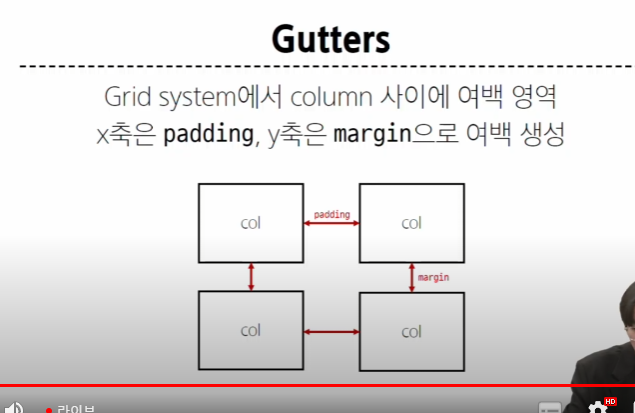 Gutters
Grid system에서 column 사이에 여백 영역
x축은 padding, y축은 margin으로 여백 생성
col
padding
col
margin
col
col
라이브
HD